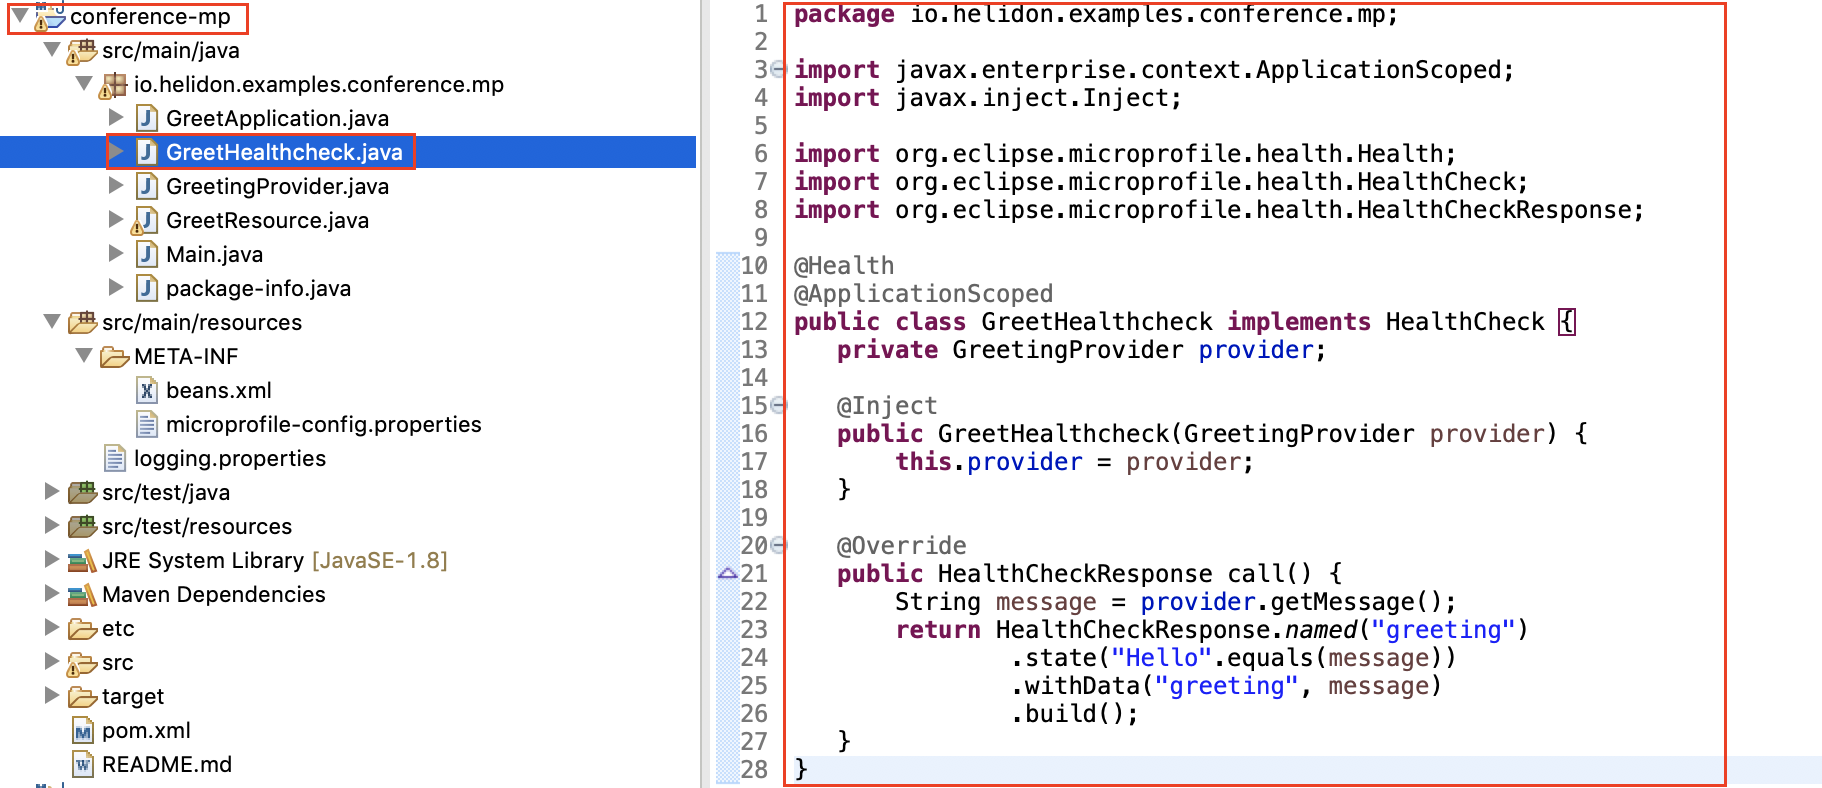 conference-mp
src/main/java
io.helidon.examples.conference.mp
GreetApplication.java
GreetHealthcheck.java
GreetingProvider.java
GreetResource.java
Main.java
package-info.java
src/main/resources
META-INF
beans.xml
microprofile-config.properties
logging.properties
src/test/java
src/test/resources
JRE System Library [JavaSE-1.8]
Maven Dependencies
etc
src
target
pom.xml
README.md
1 package io.helidon.examples.conference.mp;
2
3 import javax.enterprise.context.ApplicationScoped;
4 import javax.inject.Inject;
5
6 import org.eclipse.microprofile.health.Health;
7 import org.eclipse.microprofile.health.HealthCheck;
8 import org.eclipse.microprofile.health.HealthCheckResponse;
9
10 @Health
11 @ApplicationScoped
12 public class GreetHealthcheck implements HealthCheck {
13    private GreetingProvider provider;
14
15    @Inject
16    public GreetHealthcheck(GreetingProvider provider) {
17        this.provider = provider;
18    }
19
20    @Override
21    public HealthCheckResponse call() {
22        String message = provider.getMessage();
23        return HealthCheckResponse.named("greeting")
24                .state("Hello".equals(message))
25                .withData("greeting", message)
26                .build();
27    }
28 }